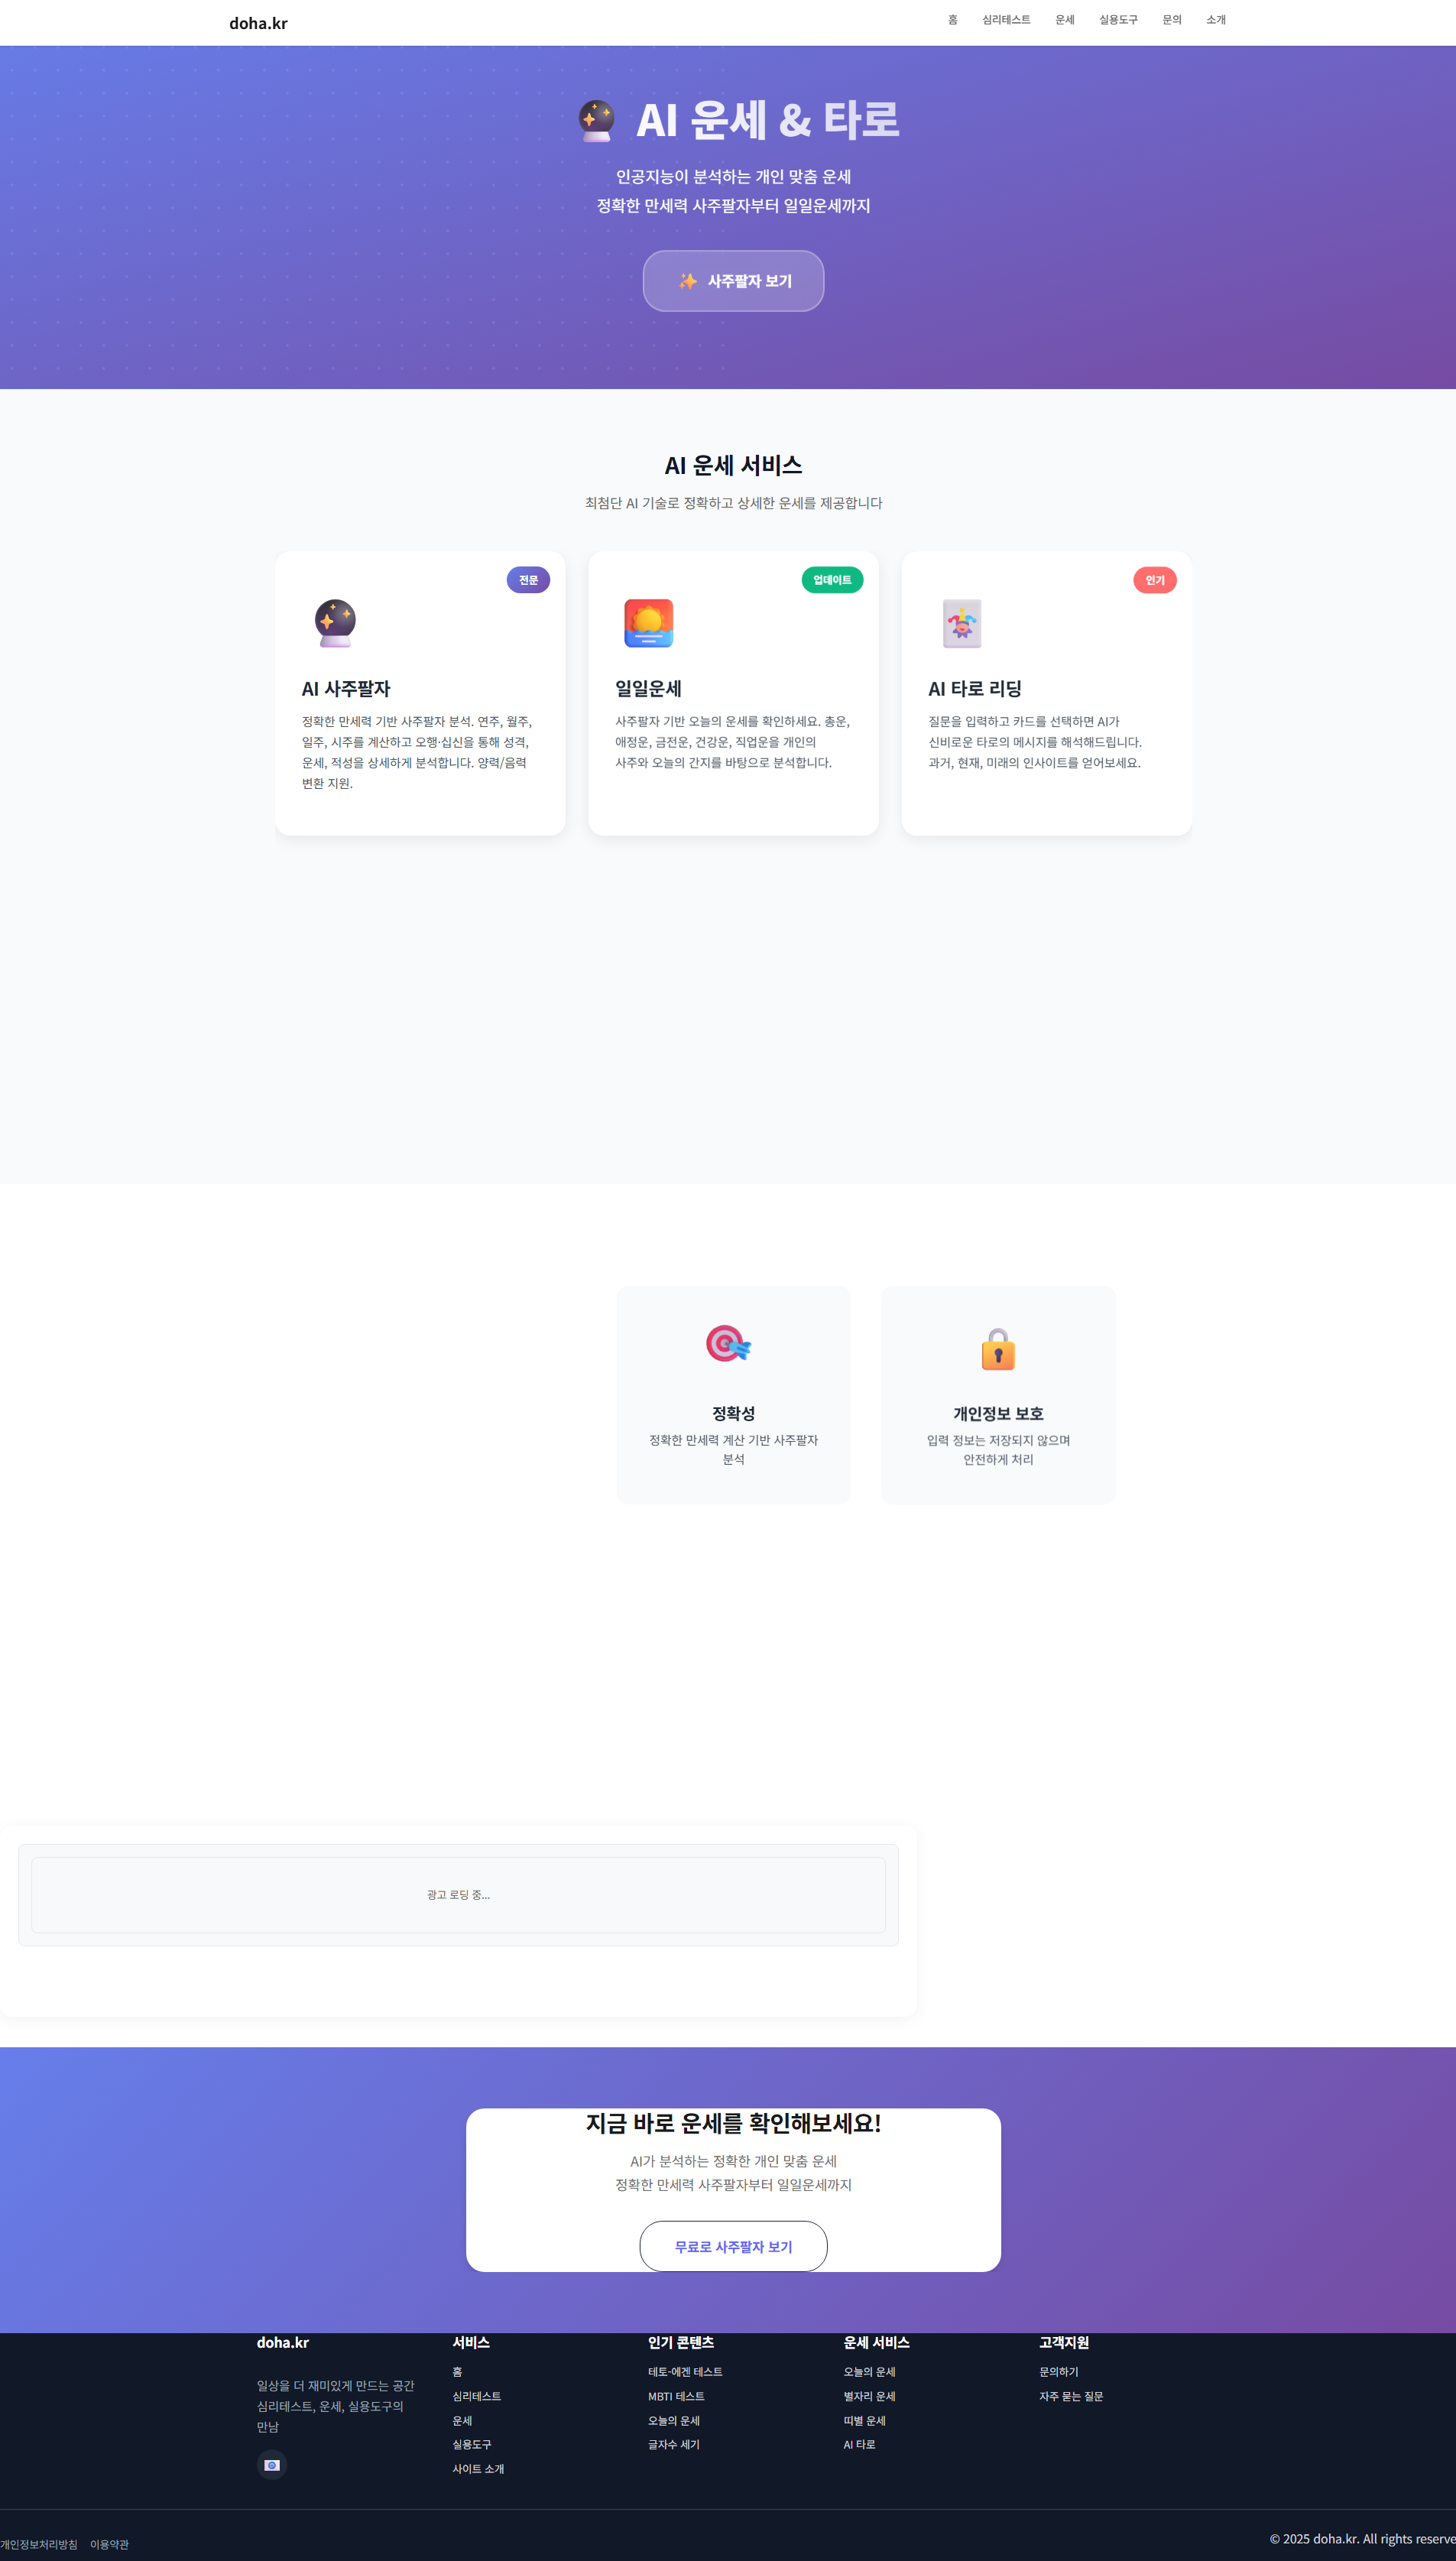 doha.kr
홈 심리테스트 운세 실용도구 문의 소개
AI 운세 & 타로
인공지능이 분석하는 개인 맞춤 운세
정확한 만세력 사주팔자부터 일일운세까지
사주팔자 보기
AI 운세 서비스
최첨단 AI 기술로 정확하고 상세한 운세를 제공합니다
전문
AI 사주팔자
정확한 만세력 기반 사주팔자 분석. 연주, 월주,
일주, 시주를 계산하고 오행·십신을 통해 성격,
운세, 적성을 상세하게 분석합니다. 양력/음력
변환 지원.
업데이트
일일운세
사주팔자 기반 오늘의 운세를 확인하세요. 총운,
애정운, 금전운, 건강운, 직업운을 개인의
사주와 오늘의 간지를 바탕으로 분석합니다.
인기
AI 타로 리딩
질문을 입력하고 카드를 선택하면 AI가
신비로운 타로의 메시지를 해석해드립니다.
과거, 현재, 미래의 인사이트를 얻어보세요.
정확성
정확한 만세력 계산 기반 사주팔자
분석
개인정보 보호
입력 정보는 저장되지 않으며
안전하게 처리
광고 로딩 중...
지금 바로 운세를 확인해보세요!
AI가 분석하는 정확한 개인 맞춤 운세
정확한 만세력 사주팔자부터 일일운세까지
무료로 사주팔자 보기
doha.kr
일상을 더 재미있게 만드는 공간
심리테스트, 운세, 실용도구의
만남
서비스
홈
심리테스트
운세
실용도구
사이트 소개
인기 콘텐츠
테토-에겐 테스트
MBTI 테스트
오늘의 운세
글자수 세기
운세 서비스
오늘의 운세
별자리 운세
띠별 운세
AI 타로
고객지원
문의하기
자주 묻는 질문
개인정보처리방침 이용약관
© 2025 doha.kr. All rights reserve